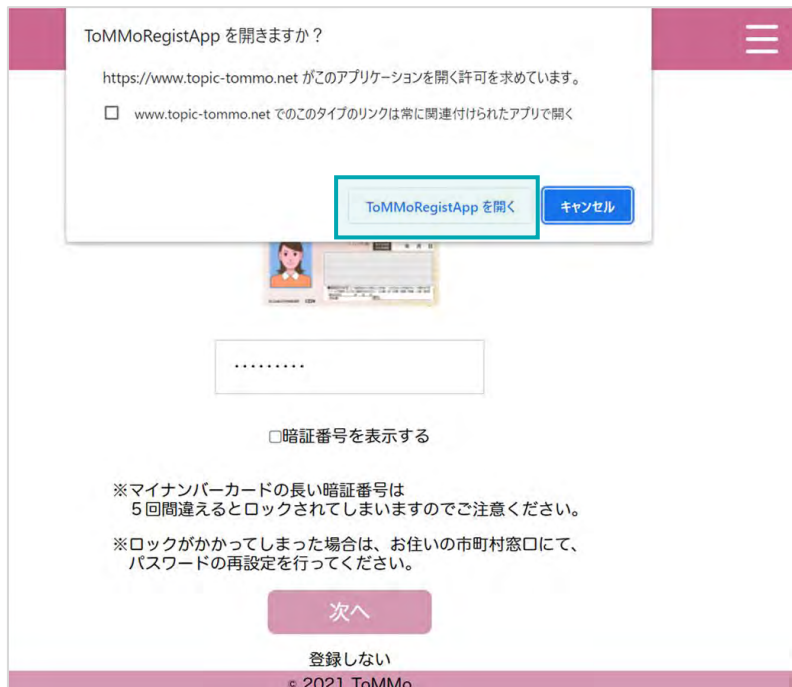 ToMMoRegistApp を開きますか？
https://www.topic-tommo.net がこのアプリケーションを開く許可を求めています。
www.topic-tommo.net でのこのタイプのリンクは常に関連付けられたアプリで開く
ToMMoRegistApp を開く
キャンセル
年 月 日
･････････
暗証番号を表示する
※マイナンバーカードの長い暗証番号は
５回間違えるとロックされてしまいますのでご注意ください。
※ロックがかかってしまった場合は、お住いの市町村窓口にて、
パスワードの再設定を行ってください。
次へ
登録しない
© 2021 ToMMo